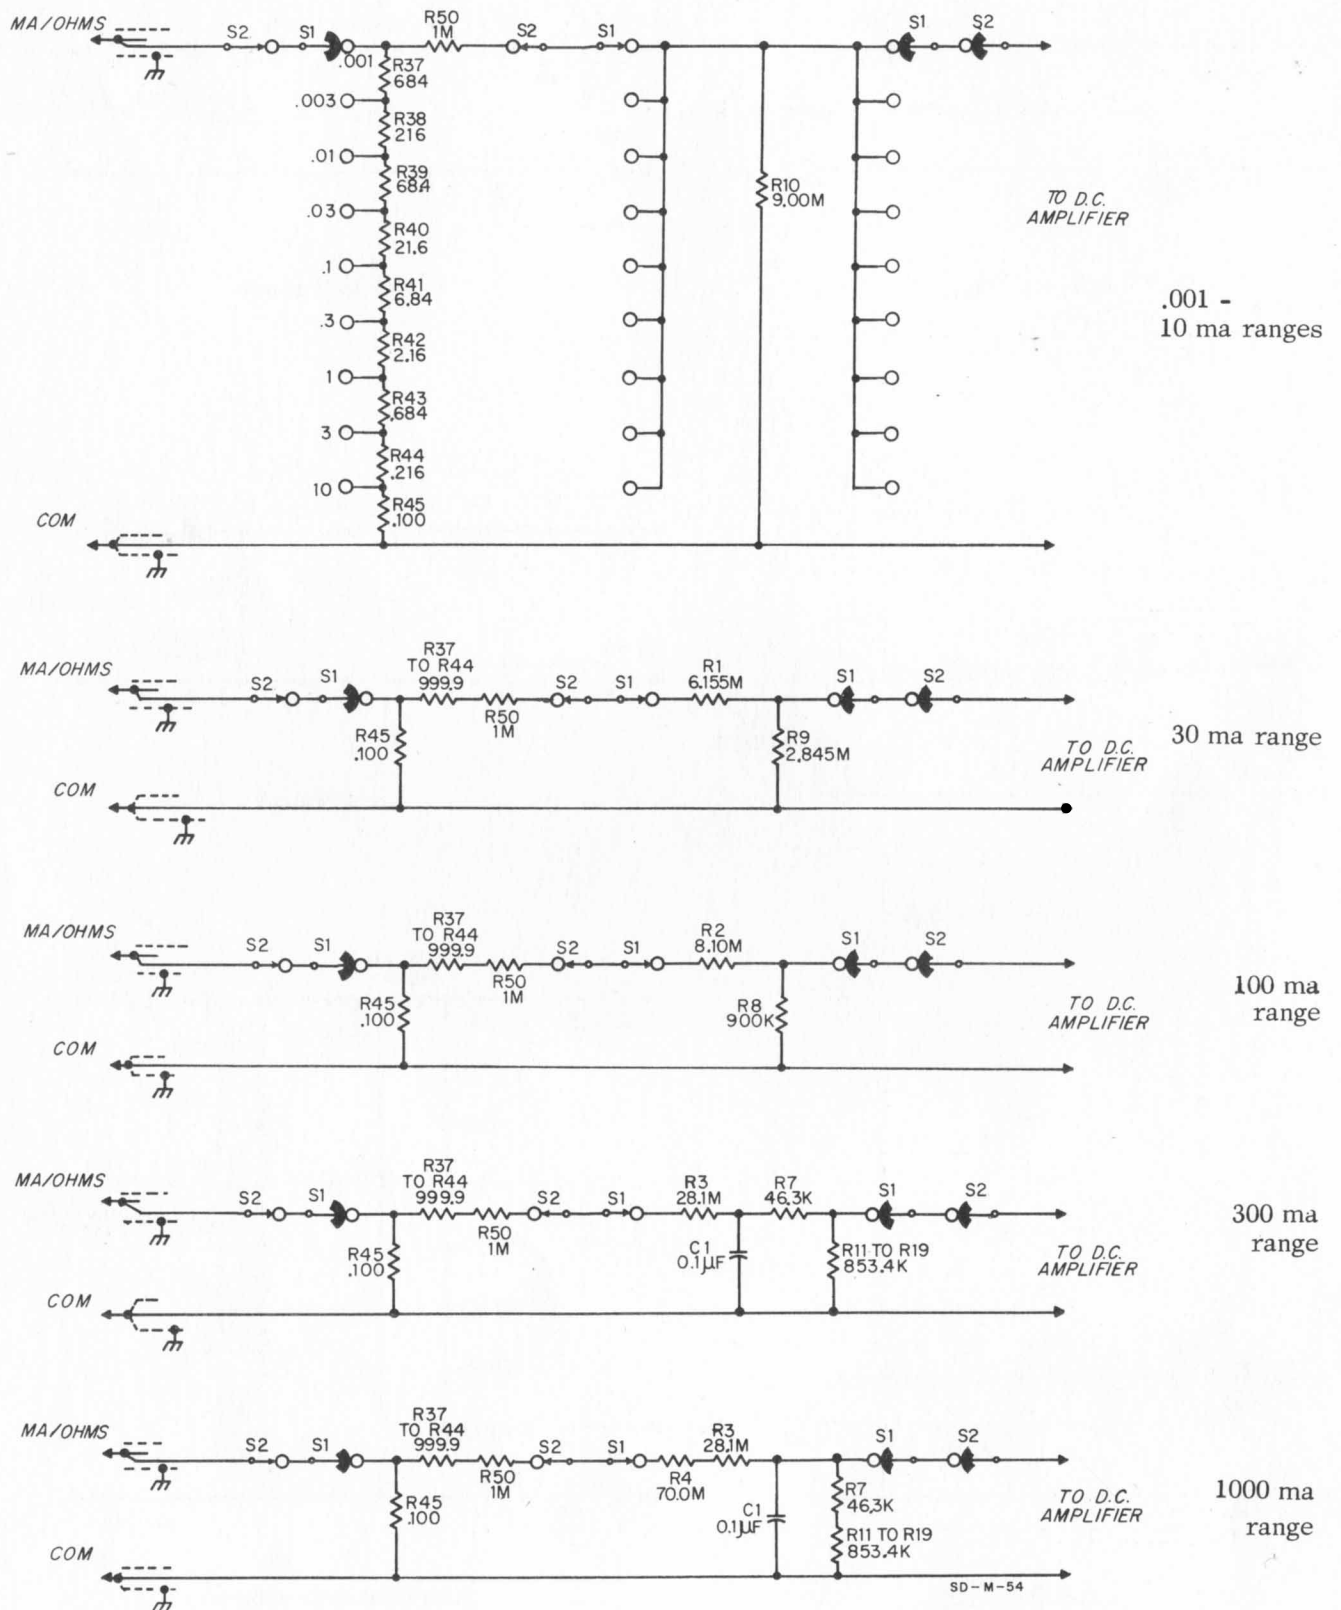 MA/OHMS
S2
S1
R50
1M
S2
S1
S1
S2
.001
R37
684
.003
R38
216
.01
R39
68.4
.03
R40
21.6
R10
9.00M
TO D.C.
AMPLIFIER
.1
R41
6.84
.3
R42
2.16
.001 -
10 ma ranges
1
R43
.684
3
R44
.216
10
R45
.100
COM
MA/OHMS
S2
S1
R37
TO R44
999.9
R50
1M
S2
S1
R1
6.155M
S1
S2
R45
.100
R9
2.845M
TO D.C.
AMPLIFIER
30 ma range
COM
MA/OHMS
S2
S1
R37
TO R44
999.9
R50
1M
S2
S1
R2
8.10M
S1
S2
R45
.100
R8
900K
TO D.C.
AMPLIFIER
100 ma
range
COM
MA/OHMS
S2
S1
R37
TO R44
999.9
R50
1M
S2
S1
R3
28.1M
R7
46.3K
S1
S2
R45
.100
C1
0.1µF
R11 TO R19
853.4K
TO D.C.
AMPLIFIER
300 ma
range
COM
MA/OHMS
S2
S1
R37
TO R44
999.9
R50
1M
S2
S1
R4
70.0M
R3
28.1M
S1
S2
R45
.100
C1
0.1µF
R7
46.3K
R11 TO R19
853.4K
TO D.C.
AMPLIFIER
1000 ma
range
COM
SD-M-54